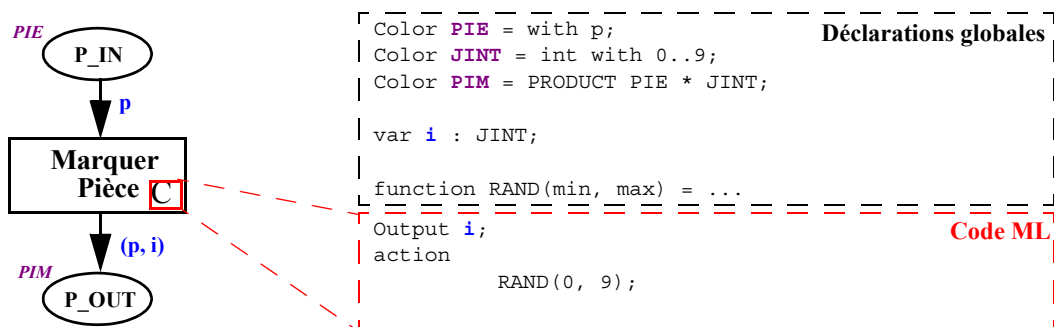 PIE
P_IN
p
Marquer
Pièce C
(p, i)
PIM
P_OUT
Déclarations globales
Color PIE = with p;
Color JINT = int with 0..9;
Color PIM = PRODUCT PIE * JINT;
var i : JINT;
function RAND(min, max) = ...
Code ML
Output i;
action
RAND(0, 9);